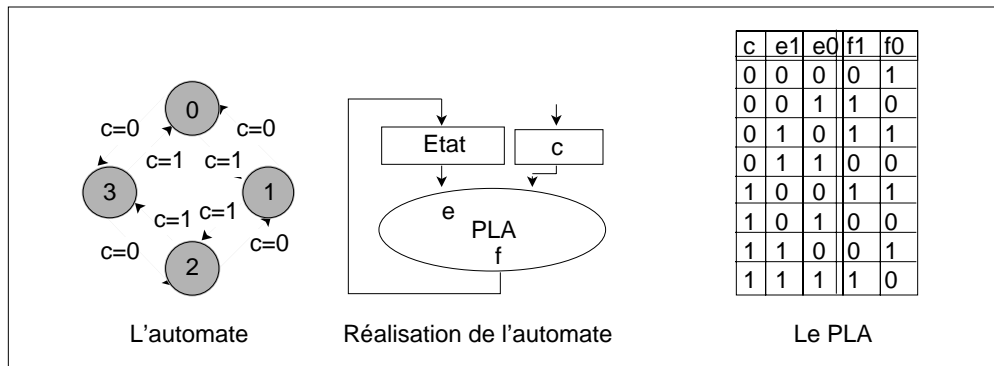 0
c=0
c=0
c=1
c=1
3
1
c=1
c=1
c=0
c=0
2
L'automate
Etat
c
e
PLA
f
Réalisation de l'automate
c e1 e0 f1 f0
0 0 0 0 1
0 0 1 1 0
0 1 0 1 1
0 1 1 0 0
1 0 0 1 1
1 0 1 0 0
1 1 0 0 1
1 1 1 1 0
Le PLA